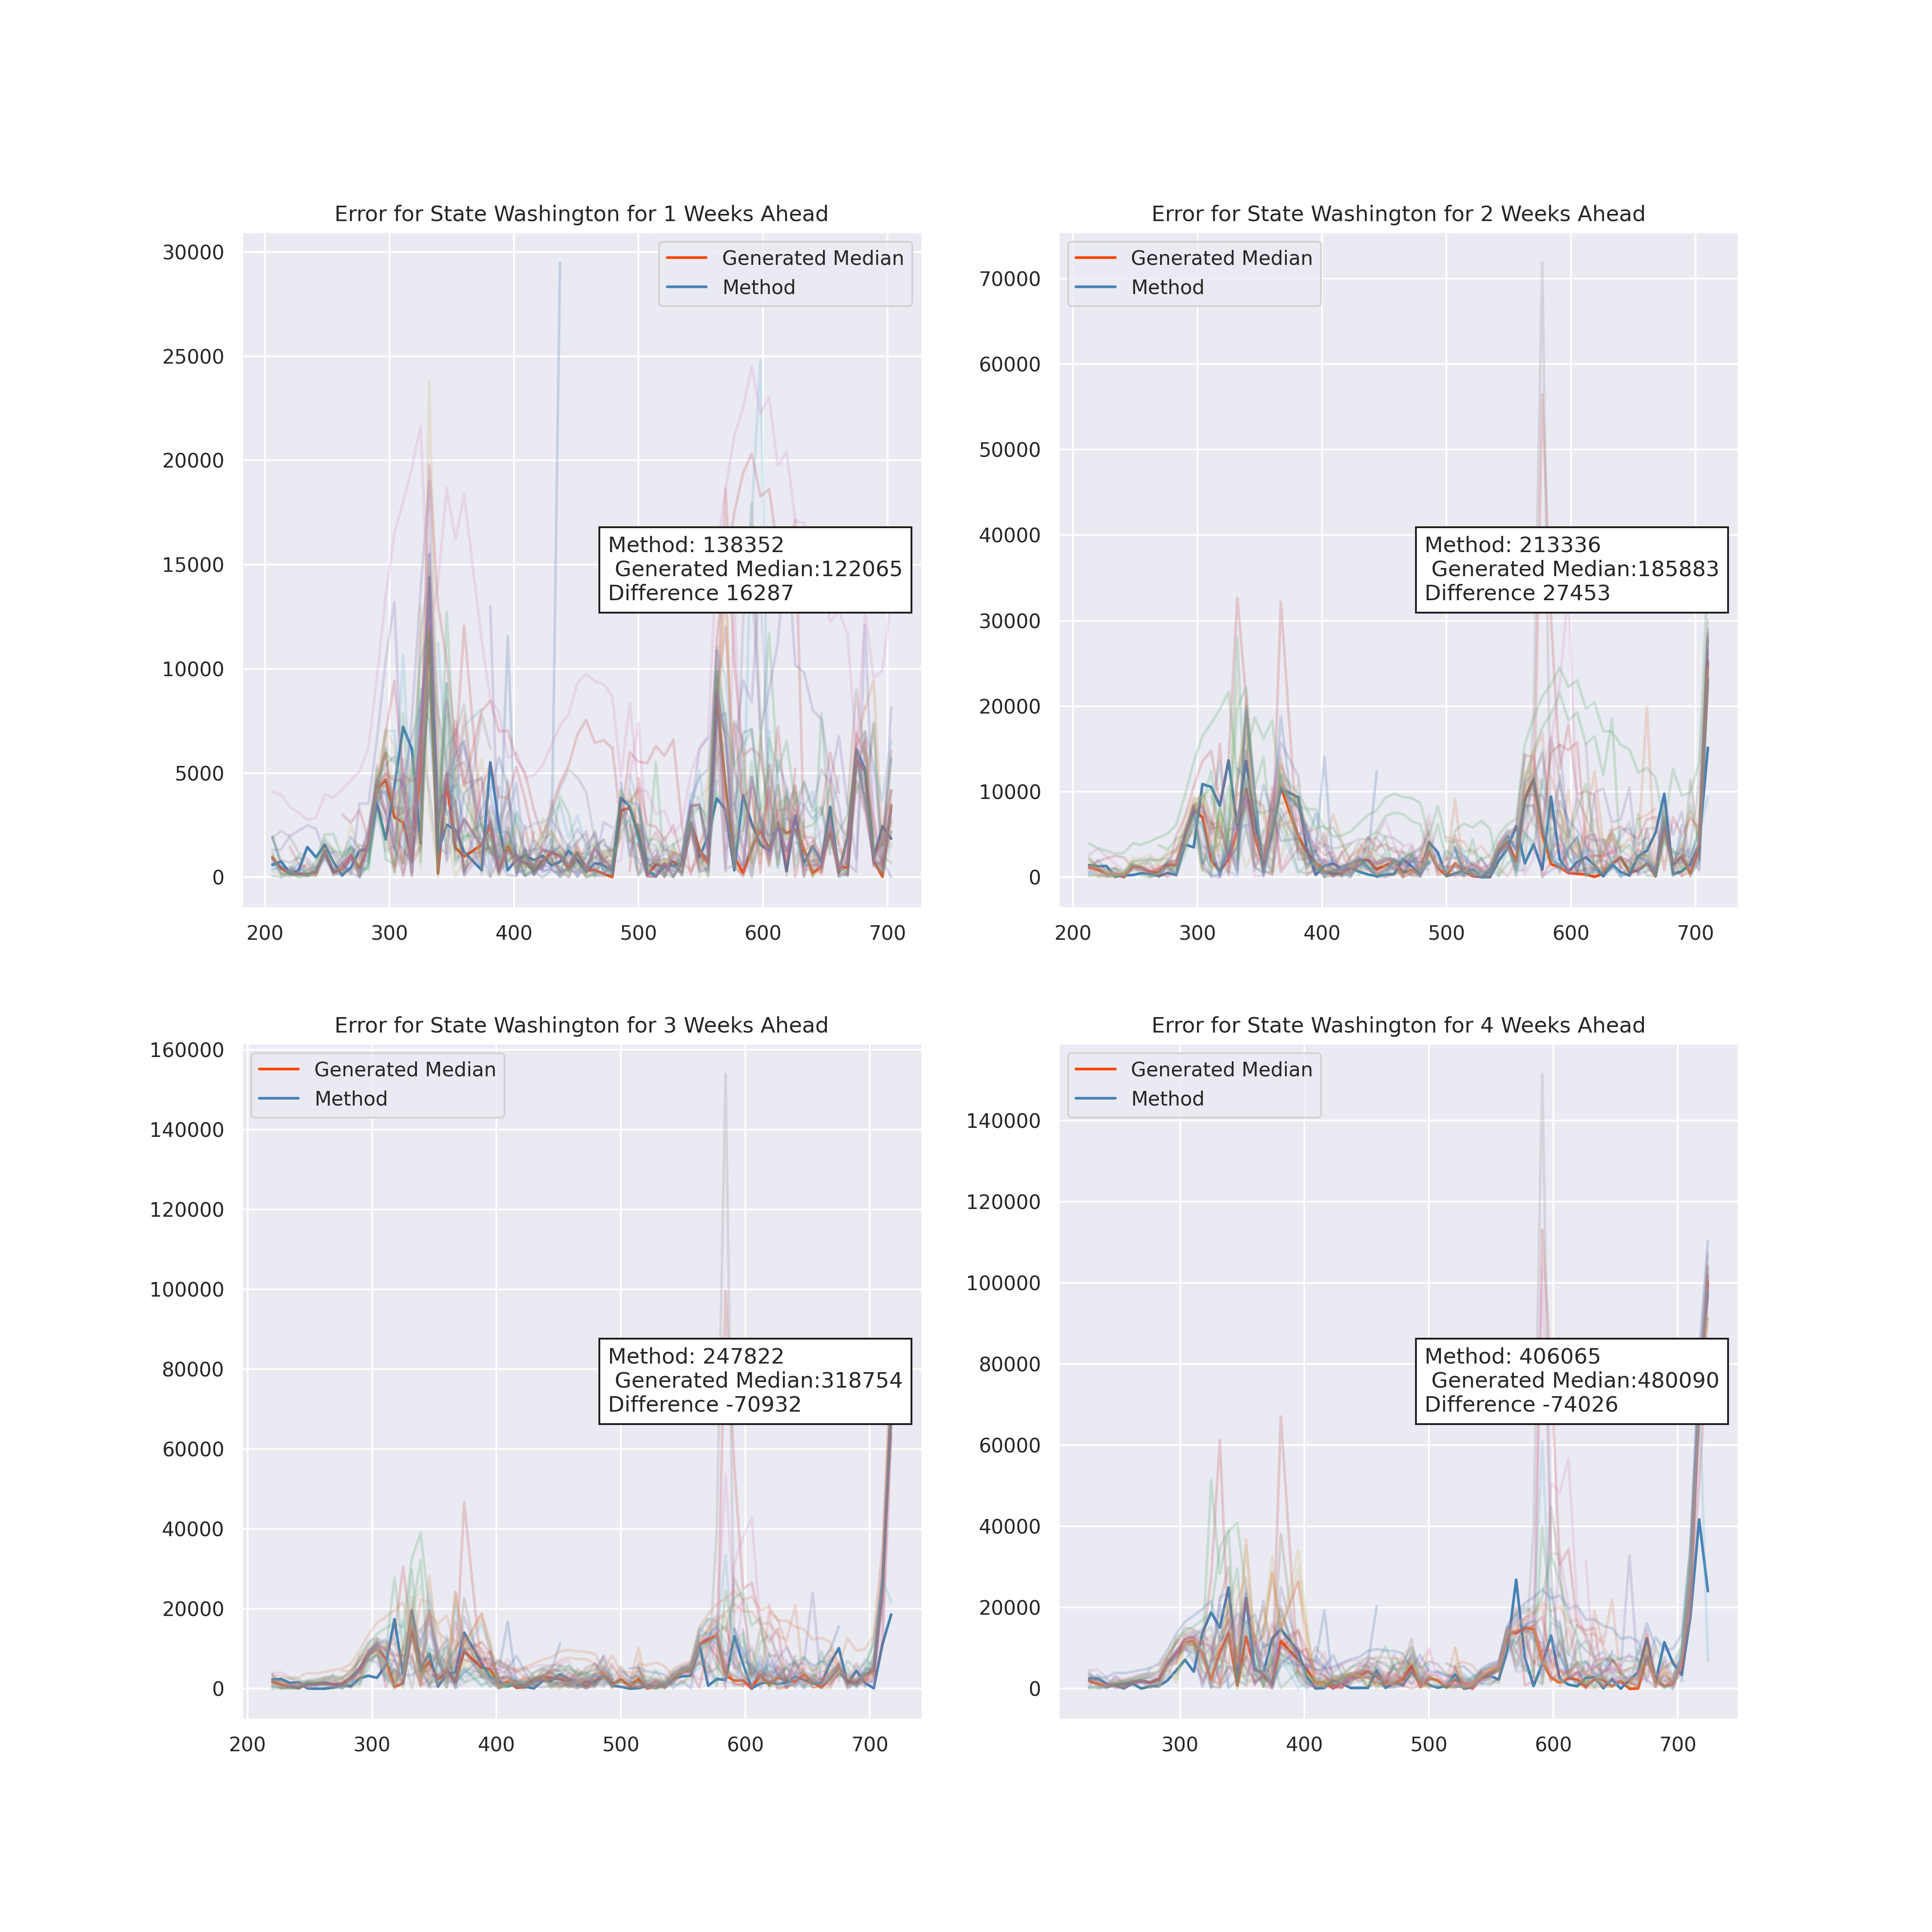 Error for State Washington for 1 Weeks Ahead
30000
25000
20000
15000
10000
5000
0
200 300 400 500 600 700
Generated Median
Method
Method: 138352
Generated Median:122065
Difference 16287
Error for State Washington for 2 Weeks Ahead
70000
60000
50000
40000
30000
20000
10000
0
200 300 400 500 600 700
Generated Median
Method
Method: 213336
Generated Median:185883
Difference 27453
Error for State Washington for 3 Weeks Ahead
160000
140000
120000
100000
80000
60000
40000
20000
0
200 300 400 500 600 700
Generated Median
Method
Method: 247822
Generated Median:318754
Difference -70932
Error for State Washington for 4 Weeks Ahead
140000
120000
100000
80000
60000
40000
20000
0
300 400 500 600 700
Generated Median
Method
Method: 406065
Generated Median:480090
Difference -74026